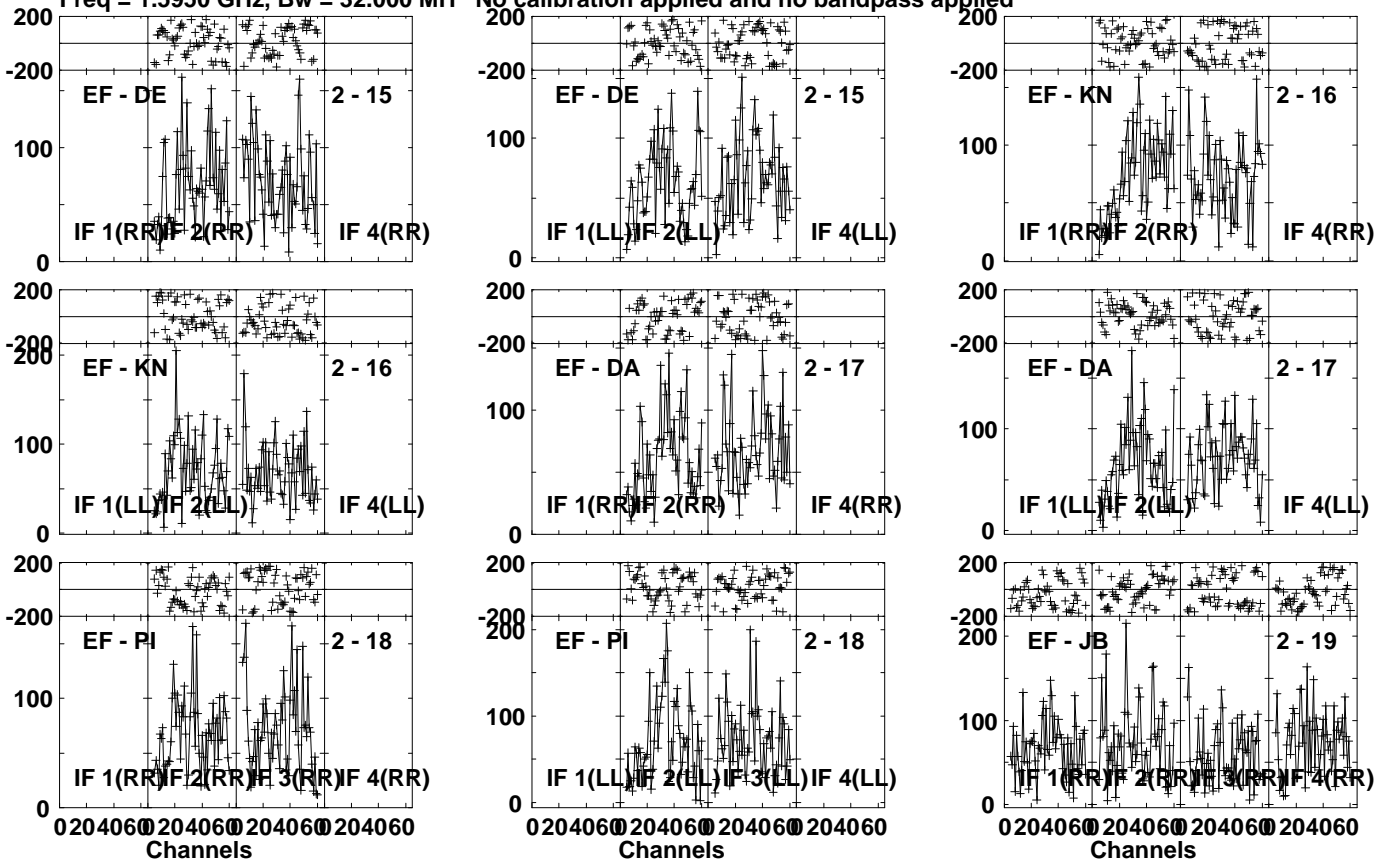 Freq = 1.5950 GHz, Bw = 32.000 MH No calibration applied and no bandpass applied
200
-200
EF - DE 2 - 15
100
IF 1(RR) IF 2(RR) IF 4(RR)
0
EF - DE 2 - 15
100
IF 1(LL) IF 2(LL) IF 4(LL)
0
200
-200
EF - KN 2 - 16
100
IF 1(RR) IF 2(RR) IF 4(RR)
0
200
-200
200
EF - KN 2 - 16
100
IF 1(LL) IF 2(LL) IF 4(LL)
0
EF - DA 2 - 17
100
IF 1(RR) IF 2(RR) IF 4(RR)
0
200
-200
EF - DA 2 - 17
100
IF 1(LL) IF 2(LL) IF 4(LL)
0
200
-200
EF - PI 2 - 18
100
IF 1(RR) IF 2(RR) IF 3(RR) IF 4(RR)
0
200
-200
200
EF - PI 2 - 18
100
IF 1(LL) IF 2(LL) IF 3(LL) IF 4(LL)
0
200
-200
200
EF - JB 2 - 19
100
IF 1(RR) IF 2(RR) IF 3(RR) IF 4(RR)
0
0 20 40 60 0 20 40 60 0 20 40 60 0 20 40 60
Channels
0 20 40 60 0 20 40 60 0 20 40 60 0 20 40 60
Channels
0 20 40 60 0 20 40 60 0 20 40 60 0 20 40 60
Channels